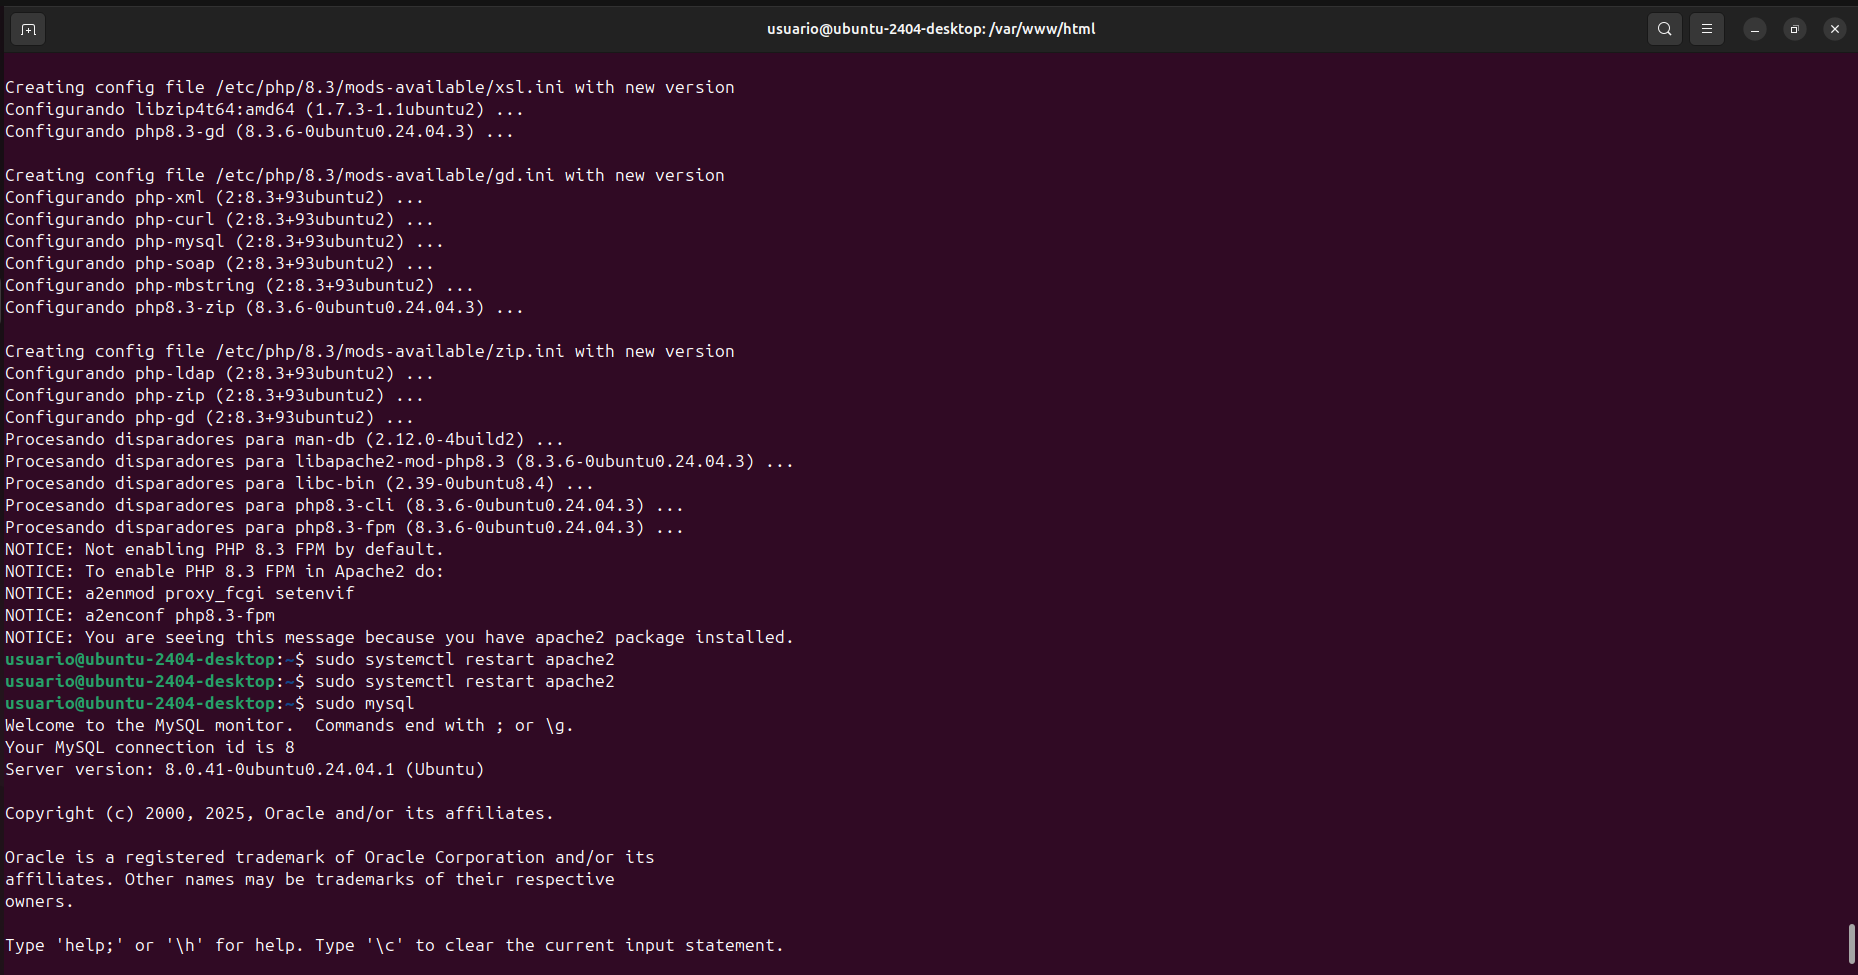 usuario@ubuntu-2404-desktop: /var/www/html
Creating config file /etc/php/8.3/mods-available/xsl.ini with new version
Configurando libzip4t64:amd64 (1.7.3-1.1ubuntu2) ...
Configurando php8.3-gd (8.3.6-0ubuntu0.24.04.3) ...
Creating config file /etc/php/8.3/mods-available/gd.ini with new version
Configurando php-xml (2:8.3+93ubuntu2) ...
Configurando php-curl (2:8.3+93ubuntu2) ...
Configurando php-mysql (2:8.3+93ubuntu2) ...
Configurando php-soap (2:8.3+93ubuntu2) ...
Configurando php-mbstring (2:8.3+93ubuntu2) ...
Configurando php8.3-zip (8.3.6-0ubuntu0.24.04.3) ...
Creating config file /etc/php/8.3/mods-available/zip.ini with new version
Configurando php-ldap (2:8.3+93ubuntu2) ...
Configurando php-zip (2:8.3+93ubuntu2) ...
Configurando php-gd (2:8.3+93ubuntu2) ...
Procesando disparadores para man-db (2.12.0-4build2) ...
Procesando disparadores para libapache2-mod-php8.3 (8.3.6-0ubuntu0.24.04.3) ...
Procesando disparadores para libc-bin (2.39-0ubuntu8.4) ...
Procesando disparadores para php8.3-cli (8.3.6-0ubuntu0.24.04.3) ...
Procesando disparadores para php8.3-fpm (8.3.6-0ubuntu0.24.04.3) ...
NOTICE: Not enabling PHP 8.3 FPM by default.
NOTICE: To enable PHP 8.3 FPM in Apache2 do:
NOTICE: a2enmod proxy_fcgi setenvif
NOTICE: a2enconf php8.3-fpm
NOTICE: You are seeing this message because you have apache2 package installed.
usuario@ubuntu-2404-desktop:~$ sudo systemctl restart apache2
usuario@ubuntu-2404-desktop:~$ sudo systemctl restart apache2
usuario@ubuntu-2404-desktop:~$ sudo mysql
Welcome to the MySQL monitor.  Commands end with ; or \g.
Your MySQL connection id is 8
Server version: 8.0.41-0ubuntu0.24.04.1 (Ubuntu)
Copyright (c) 2000, 2025, Oracle and/or its affiliates.
Oracle is a registered trademark of Oracle Corporation and/or its
affiliates. Other names may be trademarks of their respective
owners.
Type 'help;' or '\h' for help. Type '\c' to clear the current input statement.